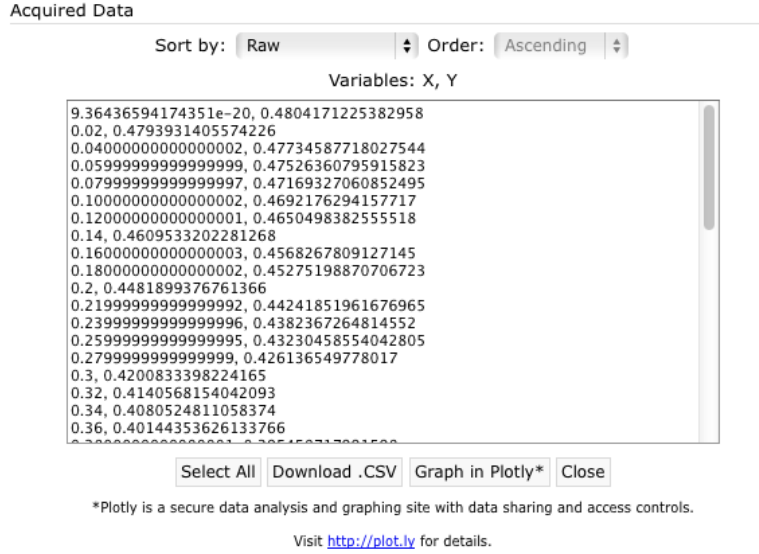 Acquired Data
Sort by: Raw Order: Ascending
Variables: X, Y
9.36436594174351e-20, 0.4804171225382958
0.02, 0.4793931405574226
0.04000000000000002, 0.47734587718027544
0.05999999999999999, 0.47526360795915823
0.07999999999999997, 0.47169327060852495
0.10000000000000002, 0.4692176294157717
0.12000000000000001, 0.4650498382555518
0.14, 0.4609533202281268
0.16000000000000003, 0.4568267809127145
0.18000000000000002, 0.45275198870706723
0.2, 0.4481899376761366
0.21999999999999992, 0.44241851961676965
0.23999999999999996, 0.4382367264814552
0.25999999999999995, 0.43230458554042805
0.2799999999999999, 0.426136549778017
0.3, 0.4200833398224165
0.32, 0.4140568154042093
0.34, 0.4080524811058374
0.36, 0.40144353626133766
Select All Download .CSV Graph in Plotly* Close
*Plotly is a secure data analysis and graphing site with data sharing and access controls.
Visit http://plot.ly for details.